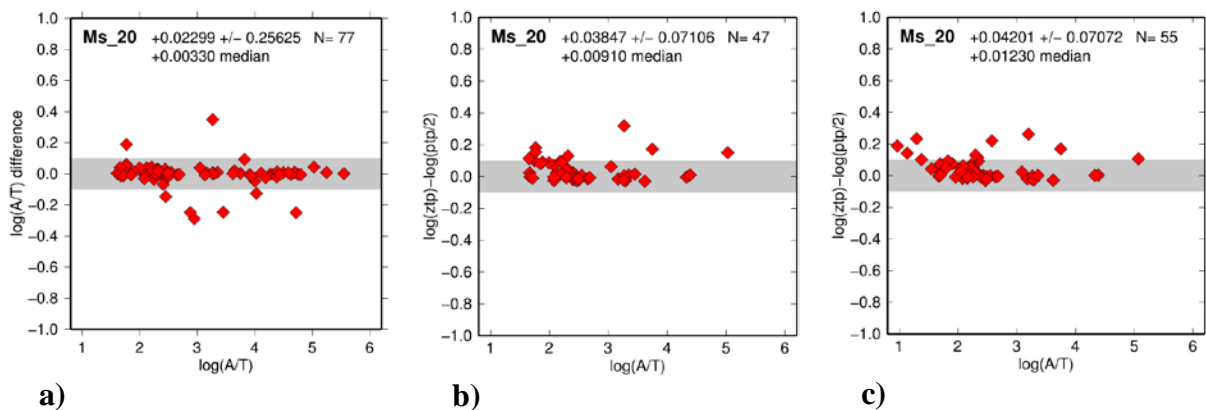 Ms_20 +0.02299 +/- 0.25625 N= 77
+0.00330 median
log(A/T) difference
1.0
0.8
0.6
0.4
0.2
0.0
−0.2
−0.4
−0.6
−0.8
−1.0
1 2 3 4 5 6
log(A/T)
a)
Ms_20 +0.03847 +/- 0.07106 N= 47
+0.00910 median
log(ztp)−log(ptp/2)
1.0
0.8
0.6
0.4
0.2
0.0
−0.2
−0.4
−0.6
−0.8
−1.0
1 2 3 4 5 6
log(A/T)
b)
Ms_20 +0.04201 +/- 0.07072 N= 55
+0.01230 median
log(ztp)−log(ptp/2)
1.0
0.8
0.6
0.4
0.2
0.0
−0.2
−0.4
−0.6
−0.8
−1.0
1 2 3 4 5 6
log(A/T)
c)